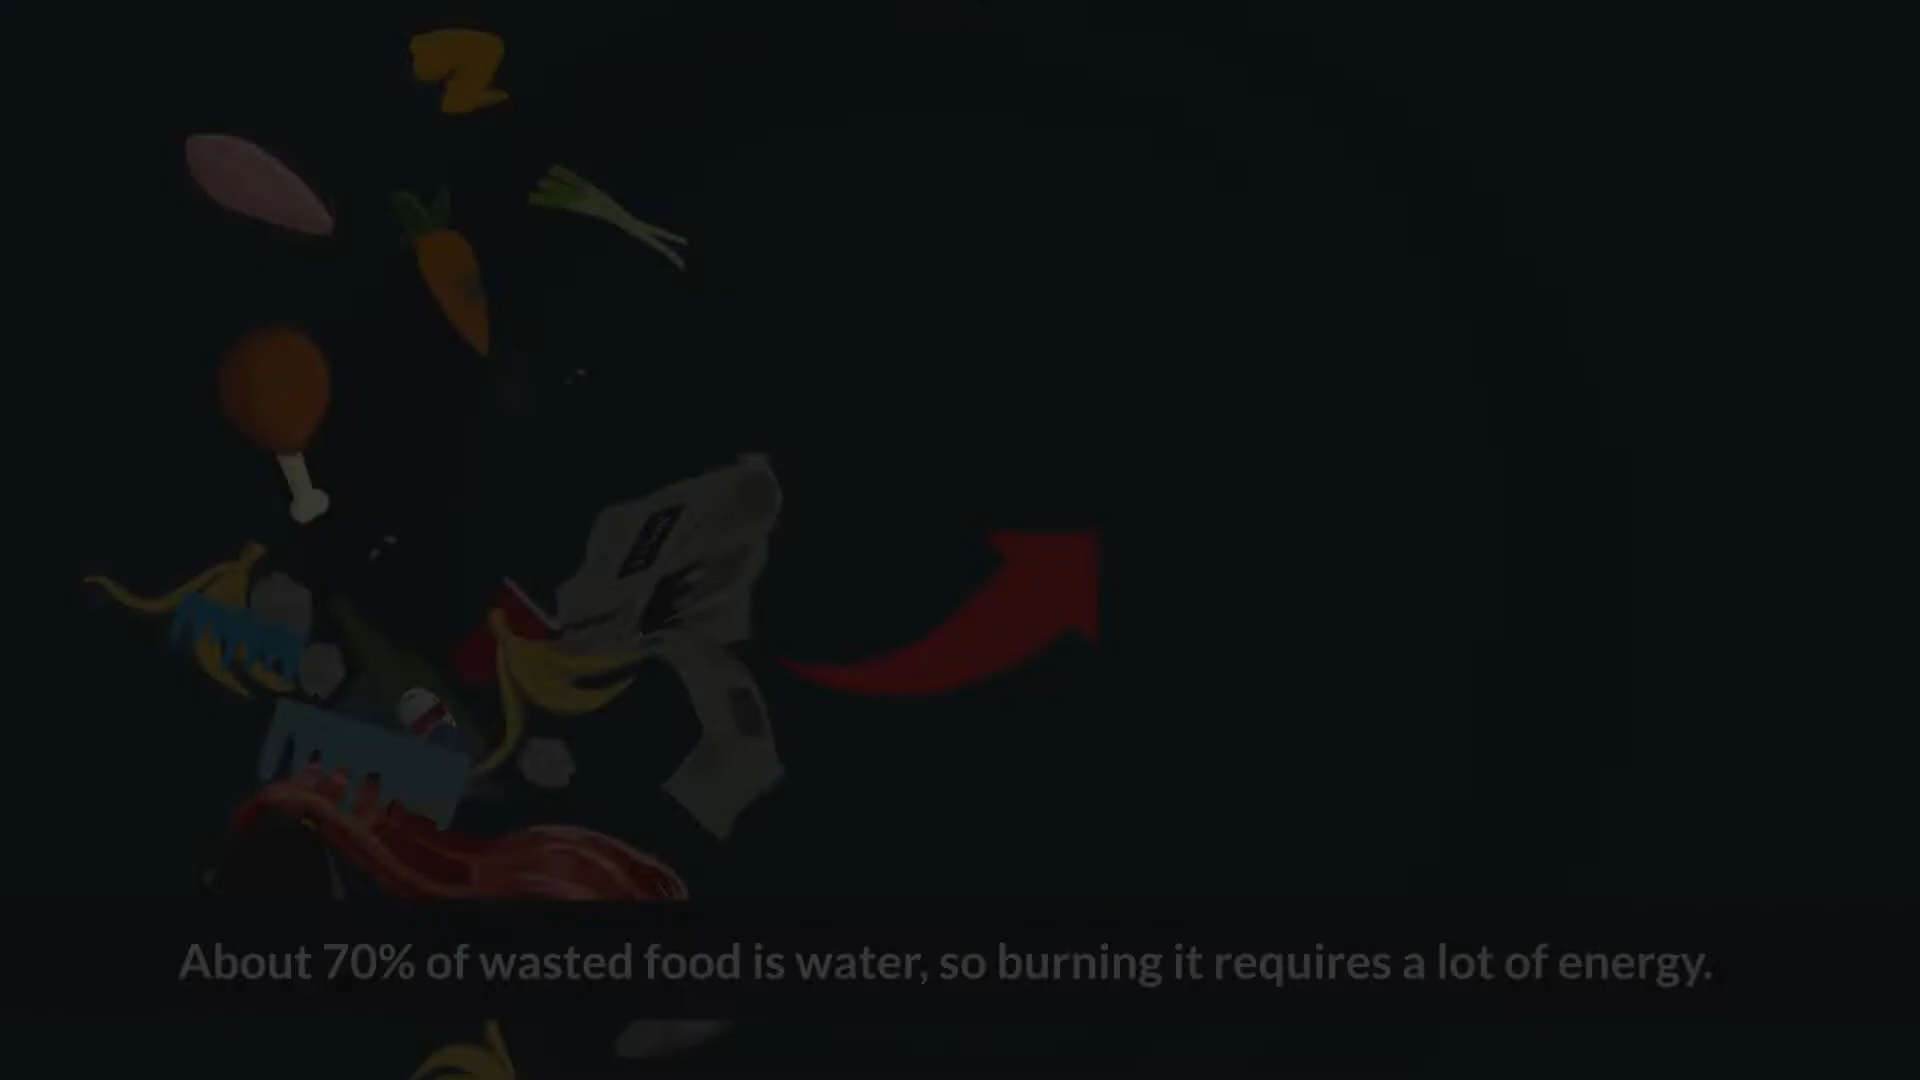 About 70% of wasted food is water, so burning it requires a lot of energy.